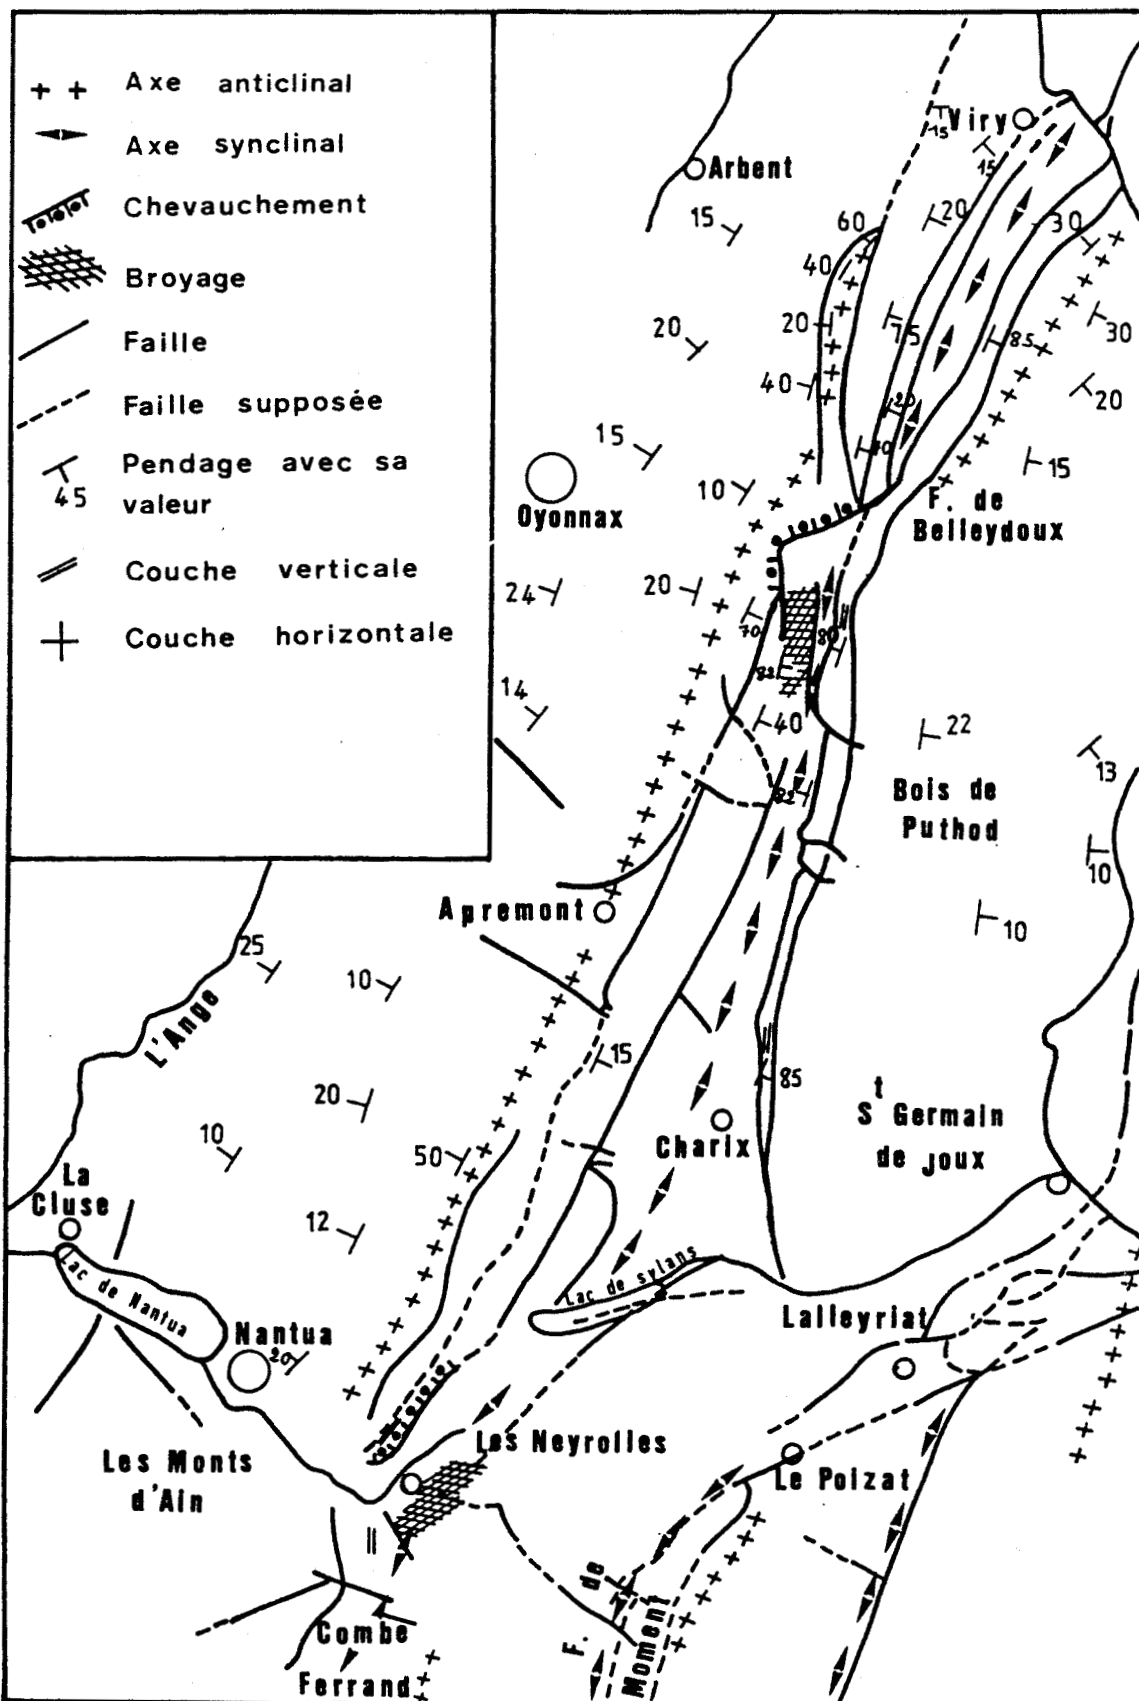 Axe anticlinal
Axe synclinal
Chevauchement
Broyage
Faille
Faille supposée
Pendage avec sa
valeur
45
Couche verticale
Couche horizontale
Viry
15
15
Arbent
15
20
60
30
40
20
20
75
85
30
40
20
20
15
70
15
10
Oyonnax
F. de
Belleydoux
24
20
70
80
82
14
40
22
13
82
Bois de
Puthod
10
Apremont
10
25
10
L'Ange
15
85
20
St Germain
de Joux
10
50
Charix
La
Cluse
12
Lac de Nantua
Lac de sylans
Nantua
20
Lalleyriat
Les Neyrolles
Les Monts
d'Ain
Le Poizat
F. de Moment
Combe
Ferrand